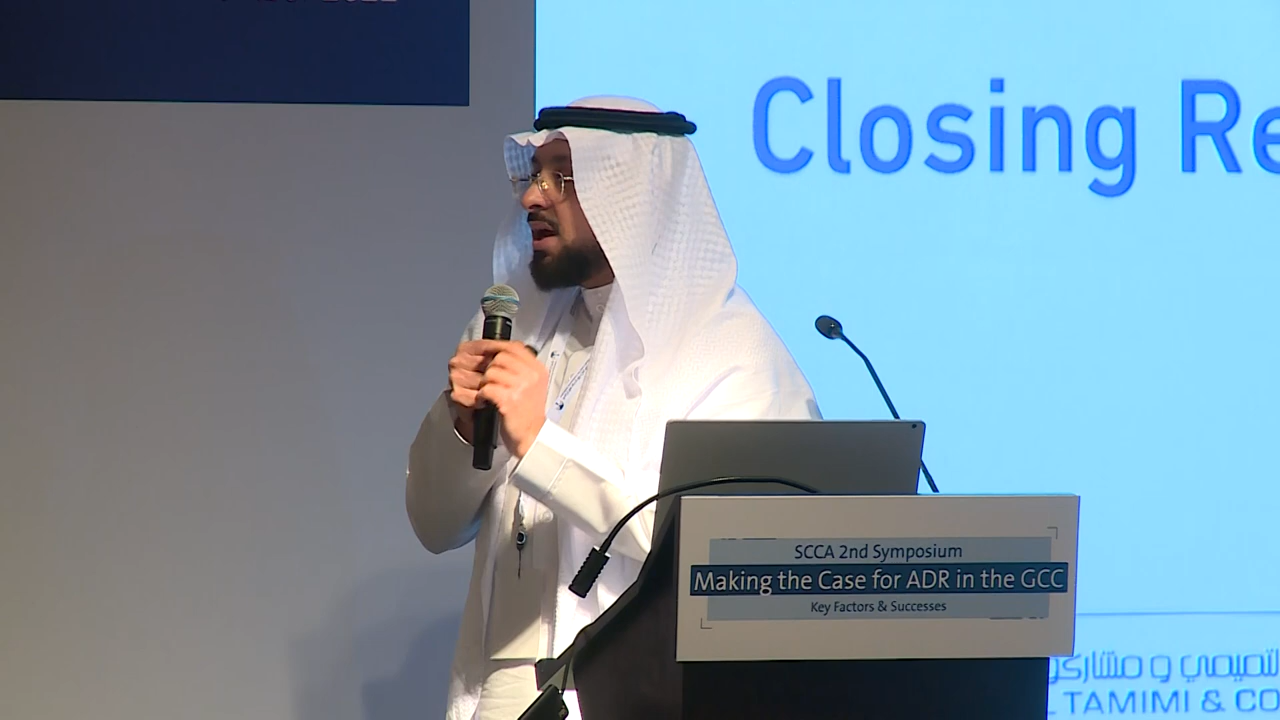 Closing Re
SCCA 2nd Symposium
Making the Case for ADR in the GCC
Key Factors & Successes
التميمي و مشاركو
L TAMIMI & CO